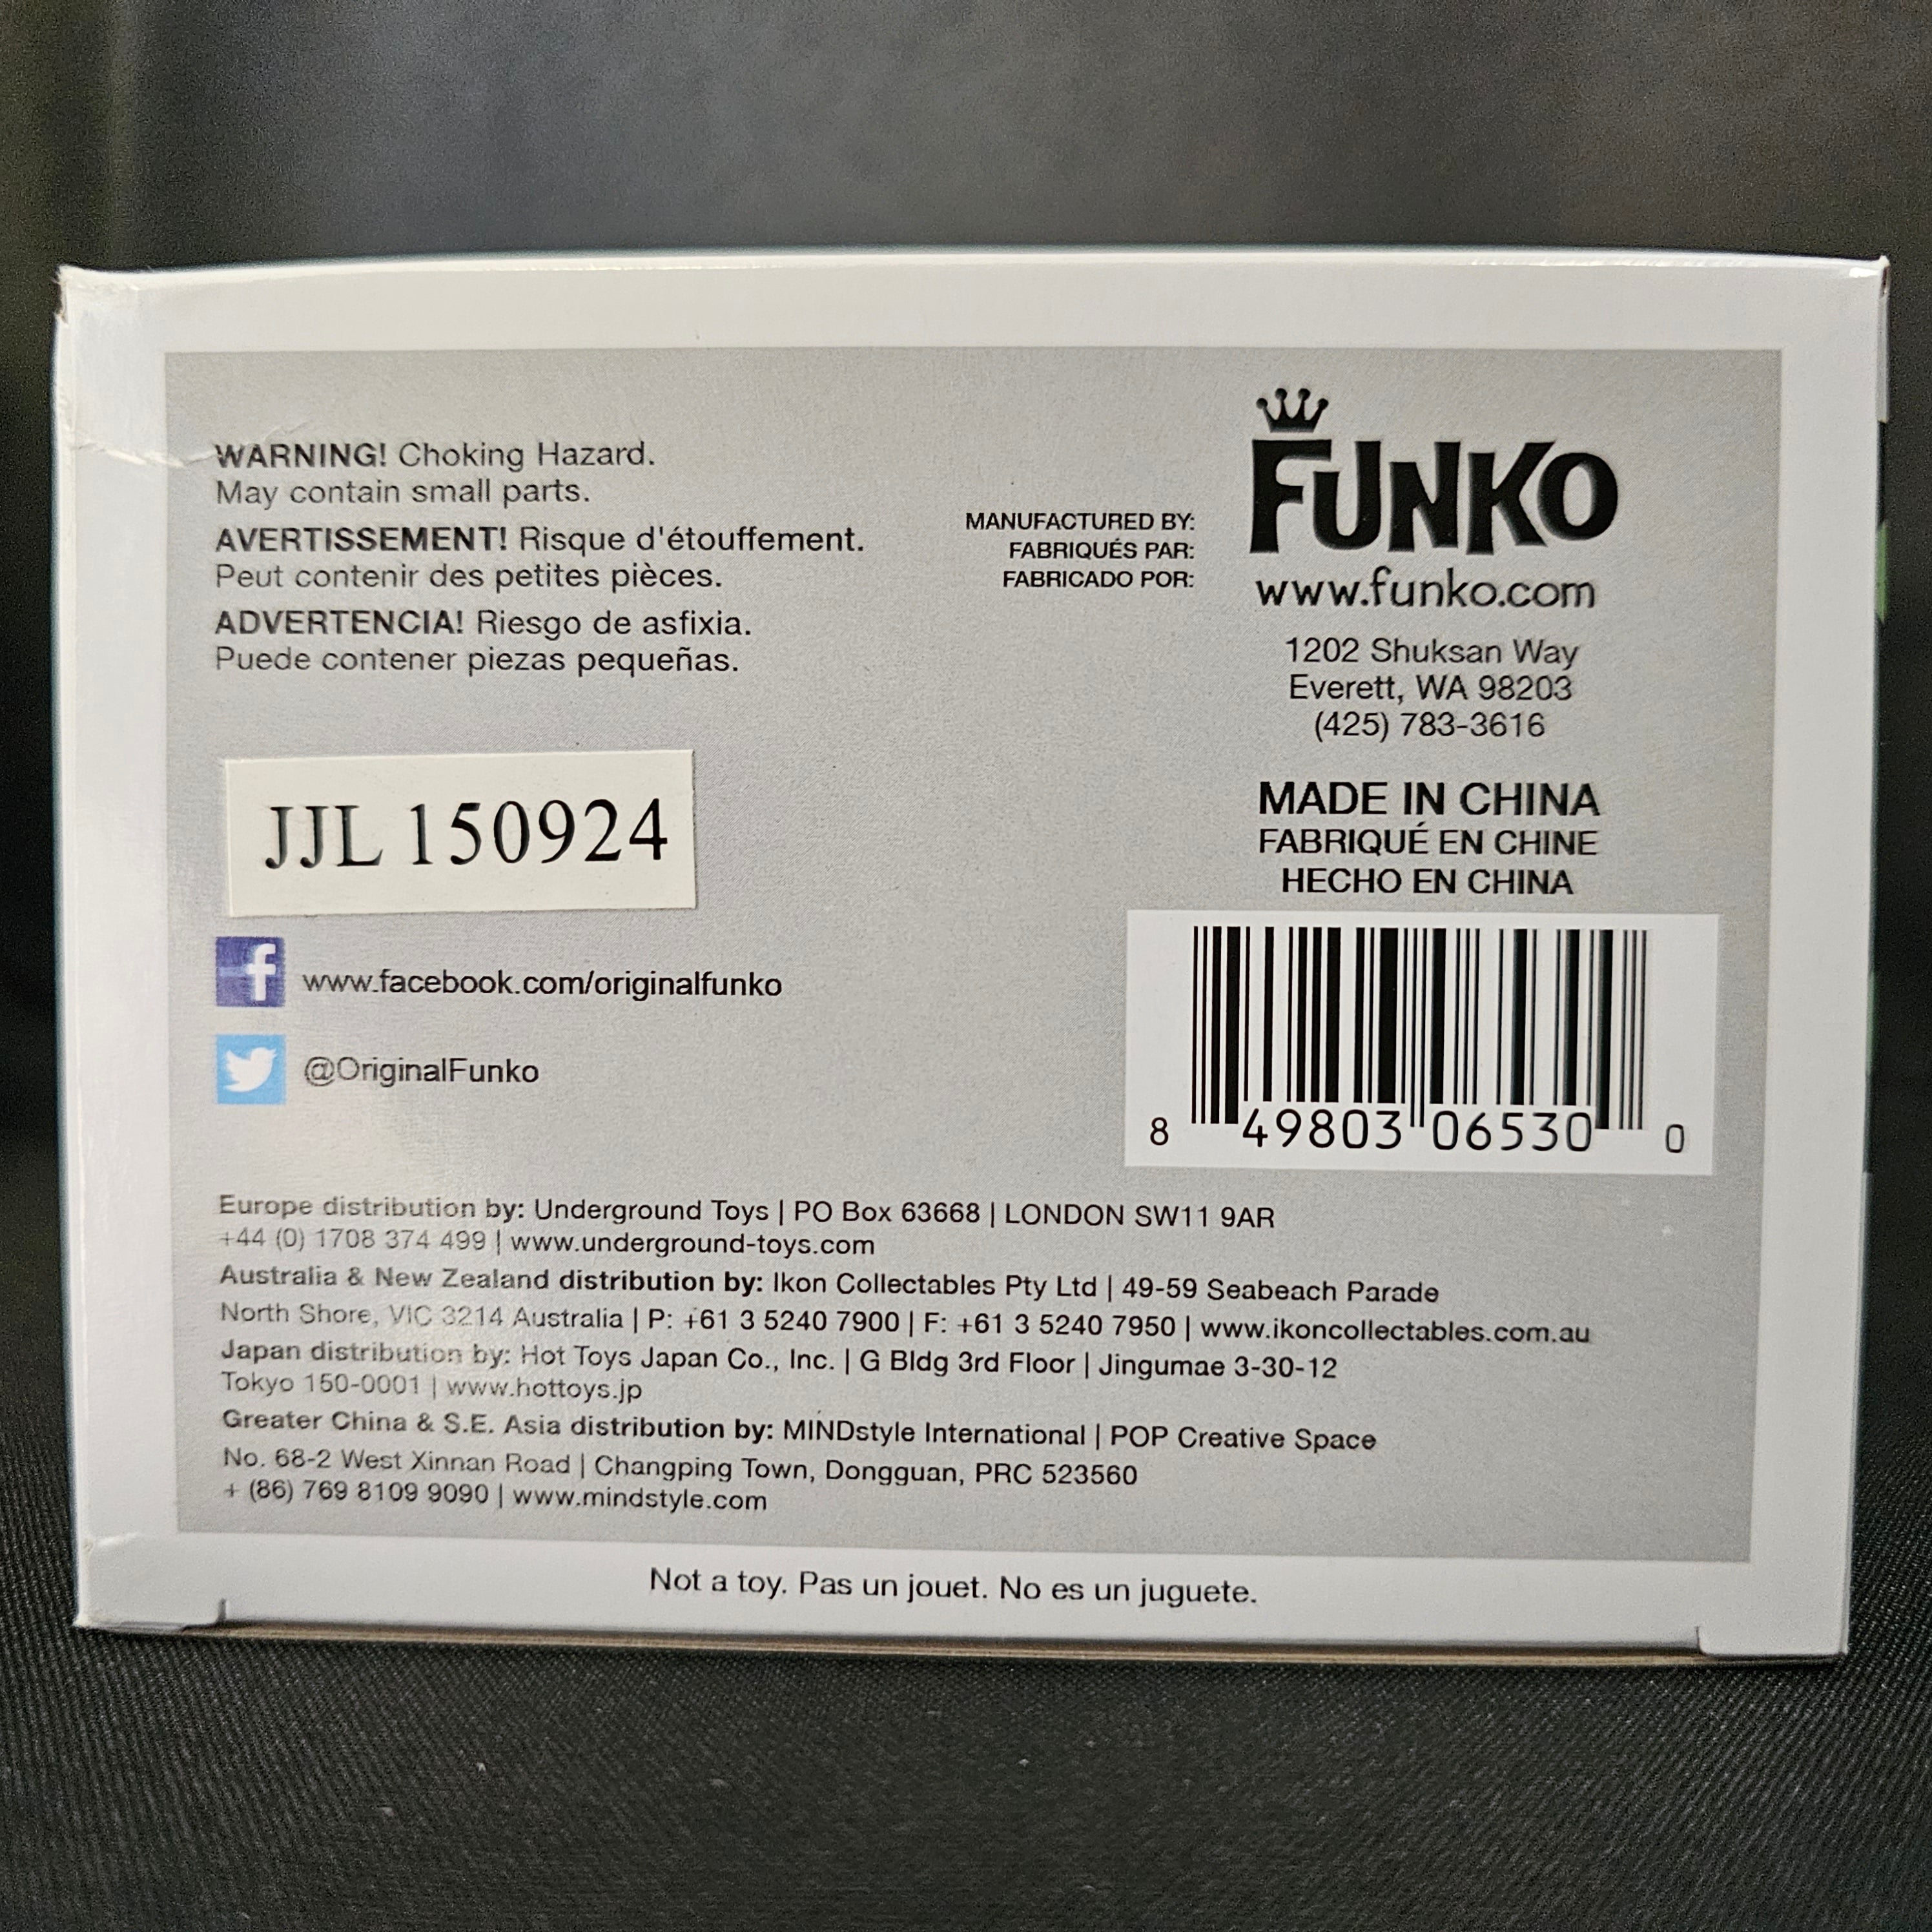 WARNING! Choking Hazard.
May contain small parts.
AVERTISSEMENT! Risque d'étouffement.
Peut contenir des petites pièces.
ADVERTENCIA! Riesgo de asfixia.
Puede contener piezas pequeñas.
MANUFACTURED BY:
FABRIQUÉS PAR:
FABRICADO POR:
FUNKO
www.funko.com
1202 Shuksan Way
Everett, WA 98203
(425) 783-3616
MADE IN CHINA
FABRIQUÉ EN CHINE
HECHO EN CHINA
JJL 150924
f www.facebook.com/originalfunko
@OriginalFunko
8 49803 06530 0
Europe distribution by: Underground Toys | PO Box 63668 | LONDON SW11 9AR
+44 (0) 1708 374 499 | www.underground-toys.com
Australia & New Zealand distribution by: Ikon Collectables Pty Ltd | 49-59 Seabeach Parade
North Shore, VIC 3214 Australia | P: +61 3 5240 7900 | F: +61 3 5240 7950 | www.ikoncollectables.com.au
Japan distribution by: Hot Toys Japan Co., Inc. | G Bldg 3rd Floor | Jingumae 3-30-12
Tokyo 150-0001 | www.hottoys.jp
Greater China & S.E. Asia distribution by: MINDstyle International | POP Creative Space
No. 68-2 West Xinnan Road | Changping Town, Dongguan, PRC 523560
+ (86) 769 8109 9090 | www.mindstyle.com
Not a toy. Pas un jouet. No es un juguete.